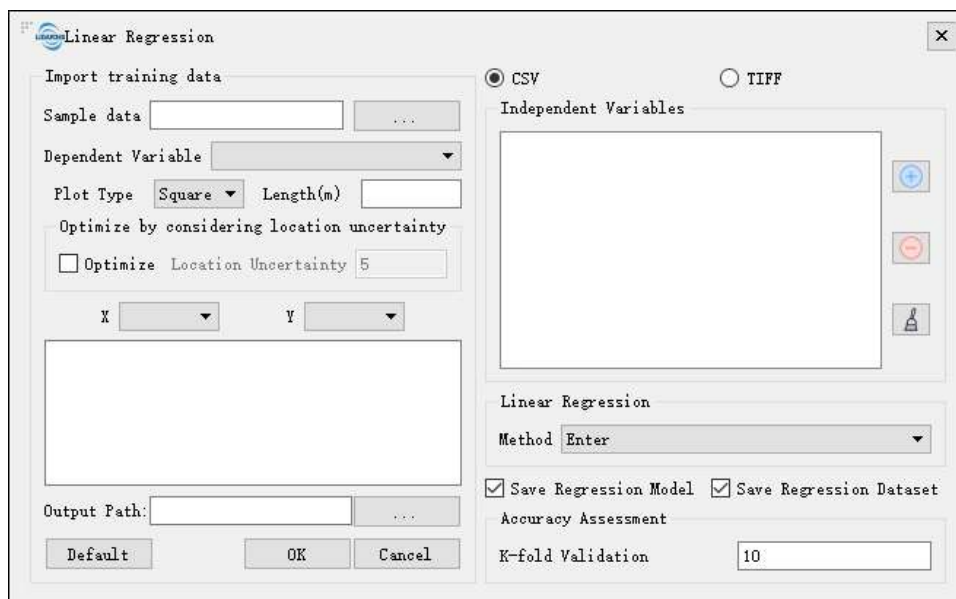 Linear Regression
Import training data
Sample data ...
Dependent Variable
Plot Type Square Length(m)
Optimize by considering location uncertainty
Optimize Location Uncertainty 5
X Y
Output Path: ...
Default OK Cancel
CSV TIFF
Independent Variables
Linear Regression
Method Enter
Save Regression Model Save Regression Dataset
Accuracy Assessment
K-fold Validation 10